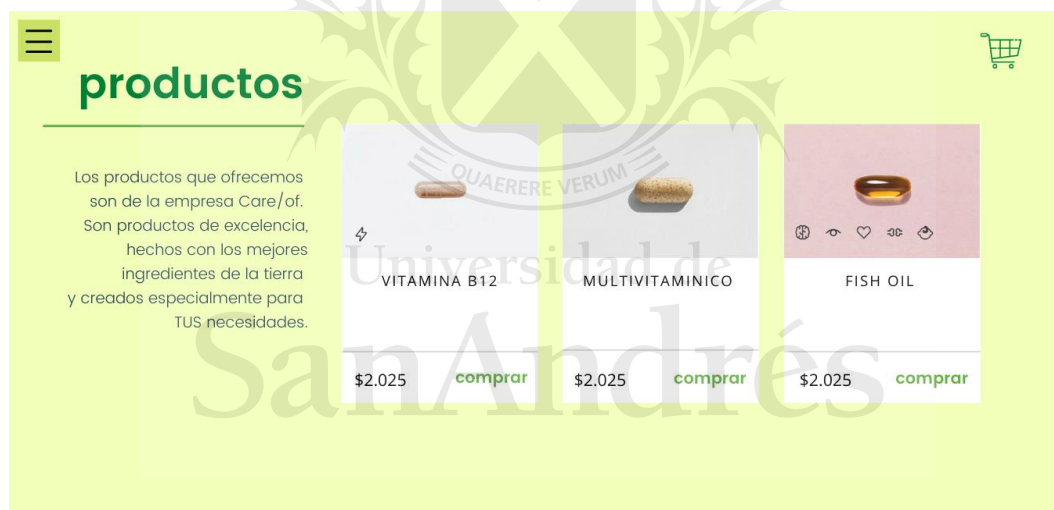 productos
Los productos que ofrecemos
son de la empresa Care/of.
Son productos de excelencia,
hechos con los mejores
ingredientes de la tierra
y creados especialmente para
TUS necesidades.
QUAERERE VERUM
Universidad de
SanAndrés
VITAMINA B12
$2.025
comprar
MULTIVITAMINICO
$2.025
comprar
FISH OIL
$2.025
comprar